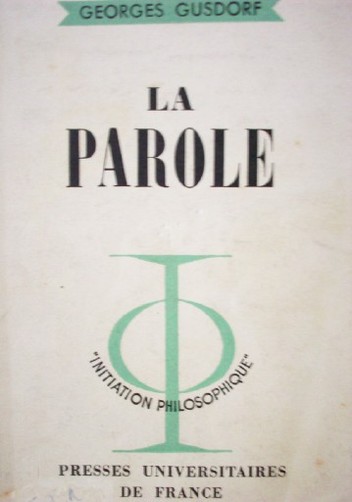 GEORGES GUSDORF
LA
PAROLE
"INITIATION PHILOSOPHIQUE"
PRESSES UNIVERSITAIRES
DE FRANCE